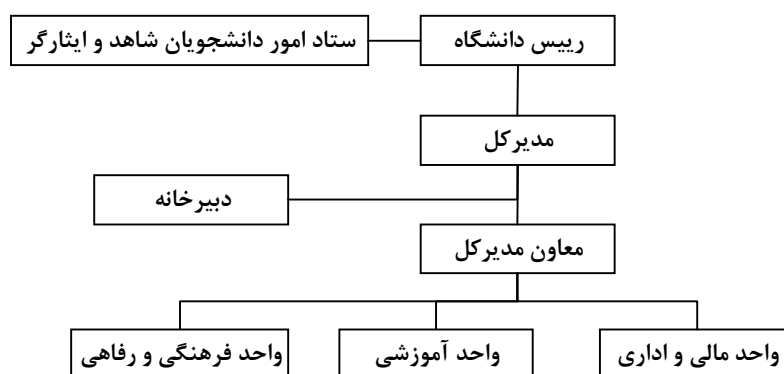 رییس دانشگاه
ستاد امور دانشجویان شاهد و ایثارگر
مدیرکل
دبیرخانه
معاون مدیرکل
واحد مالی و اداری
واحد آموزشی
واحد فرهنگی و رفاهی